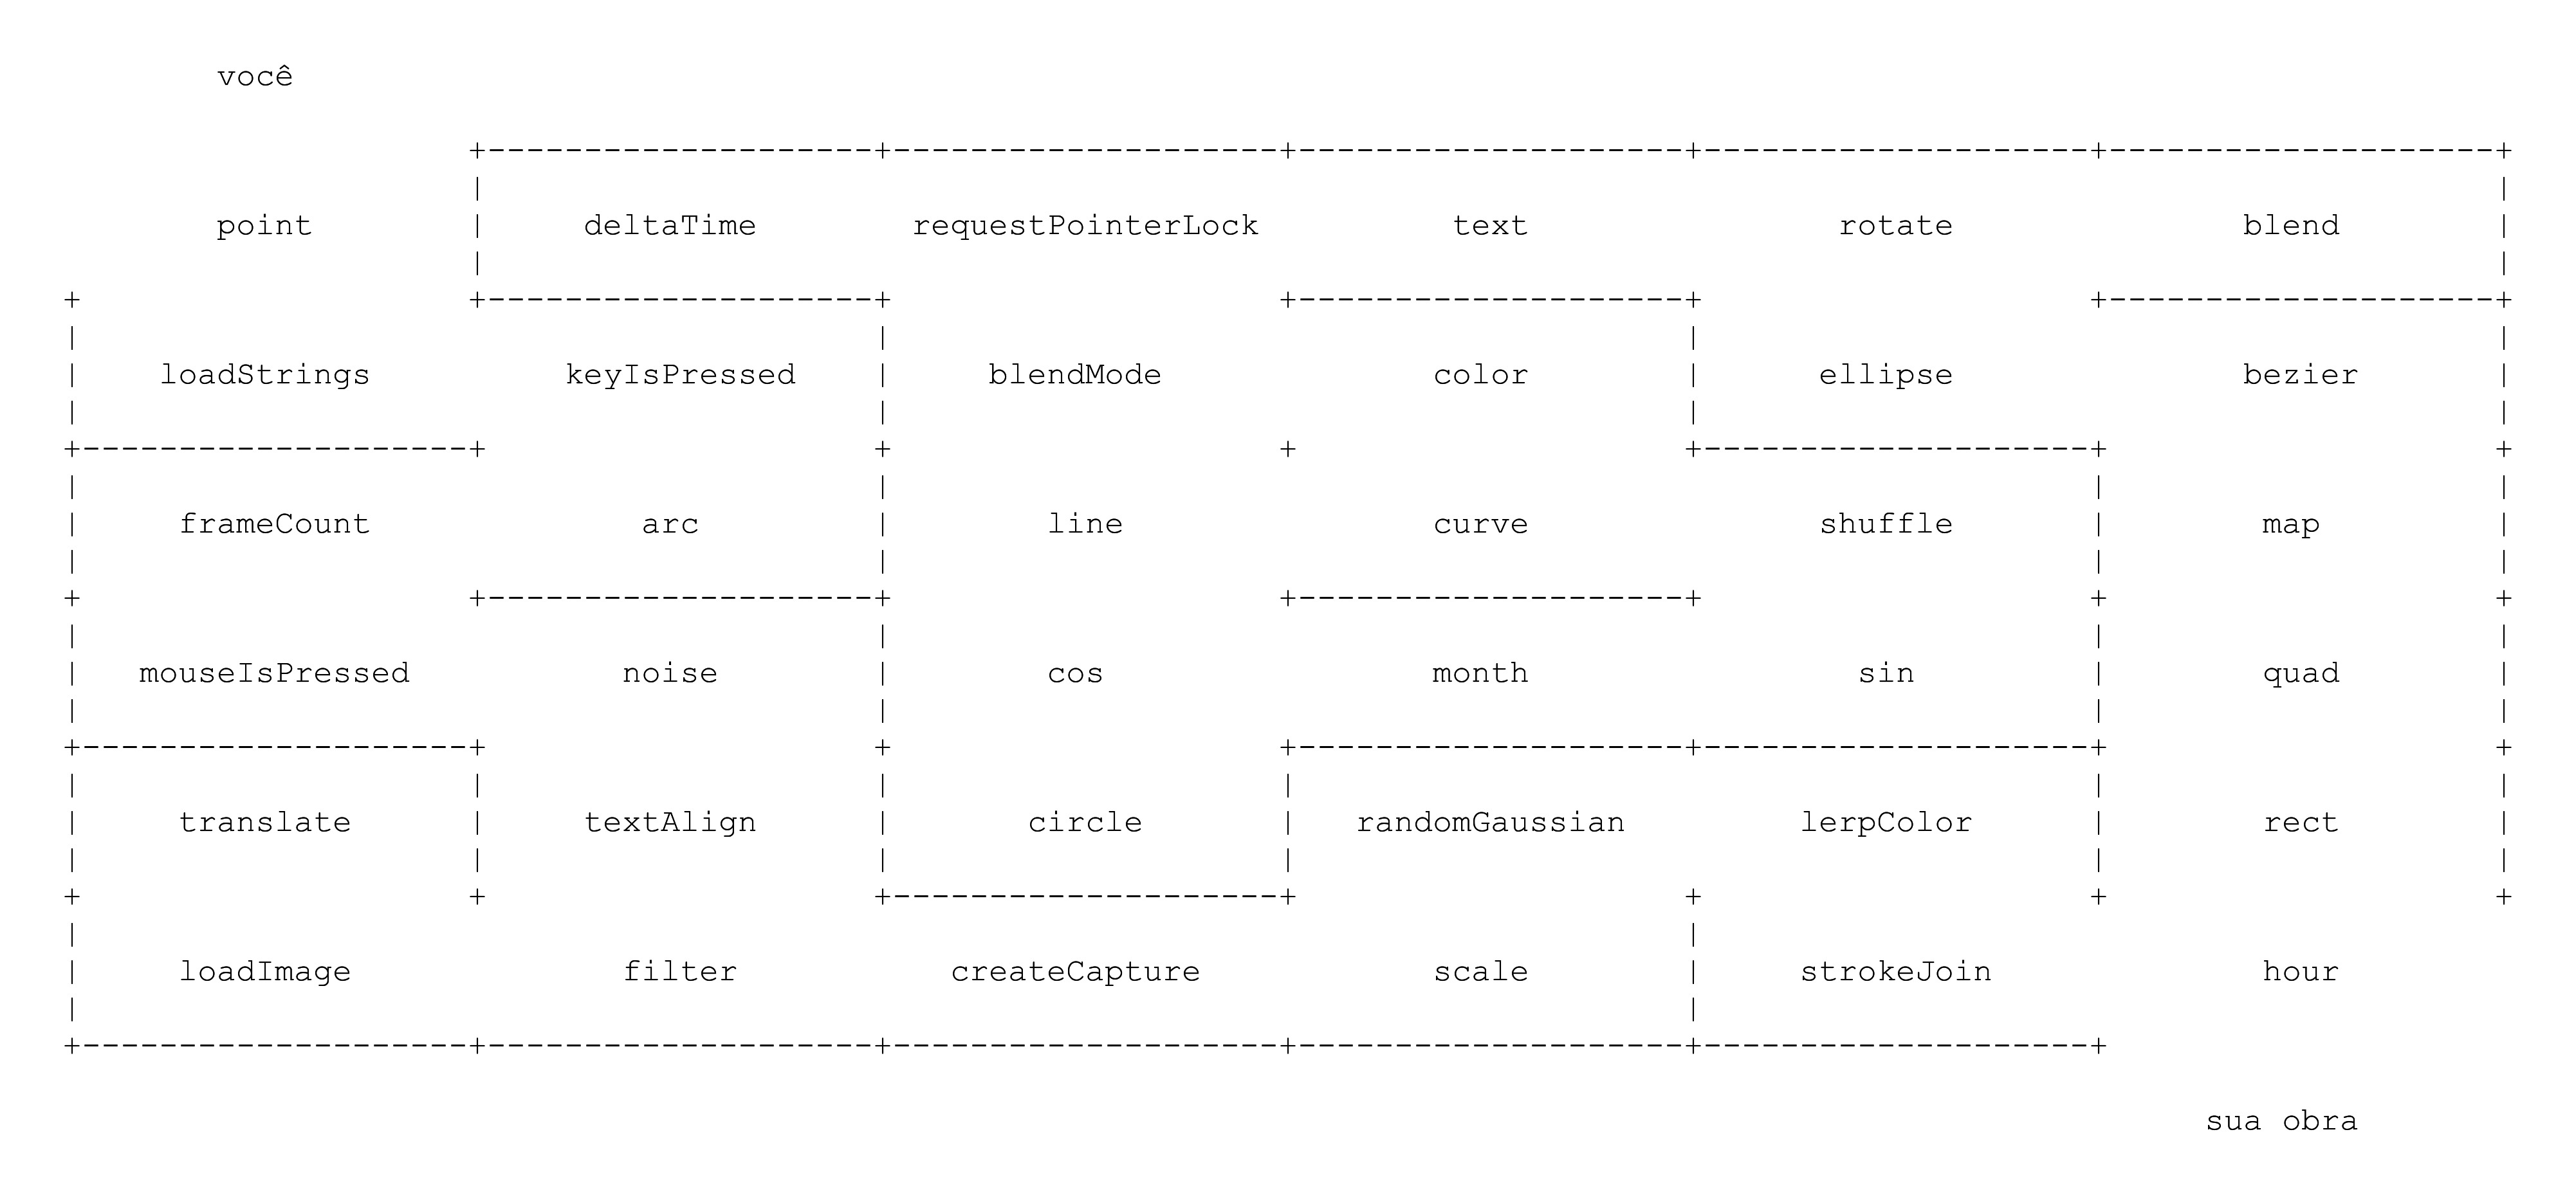 você
point deltaTime requestPointerLock text rotate blend
loadStrings keyIsPressed blendMode color ellipse bezier
frameCount arc line curve shuffle map
mouseIsPressed noise cos month sin quad
translate textAlign circle randomGaussian lerpColor rect
loadImage filter createCapture scale strokeJoin hour
sua obra